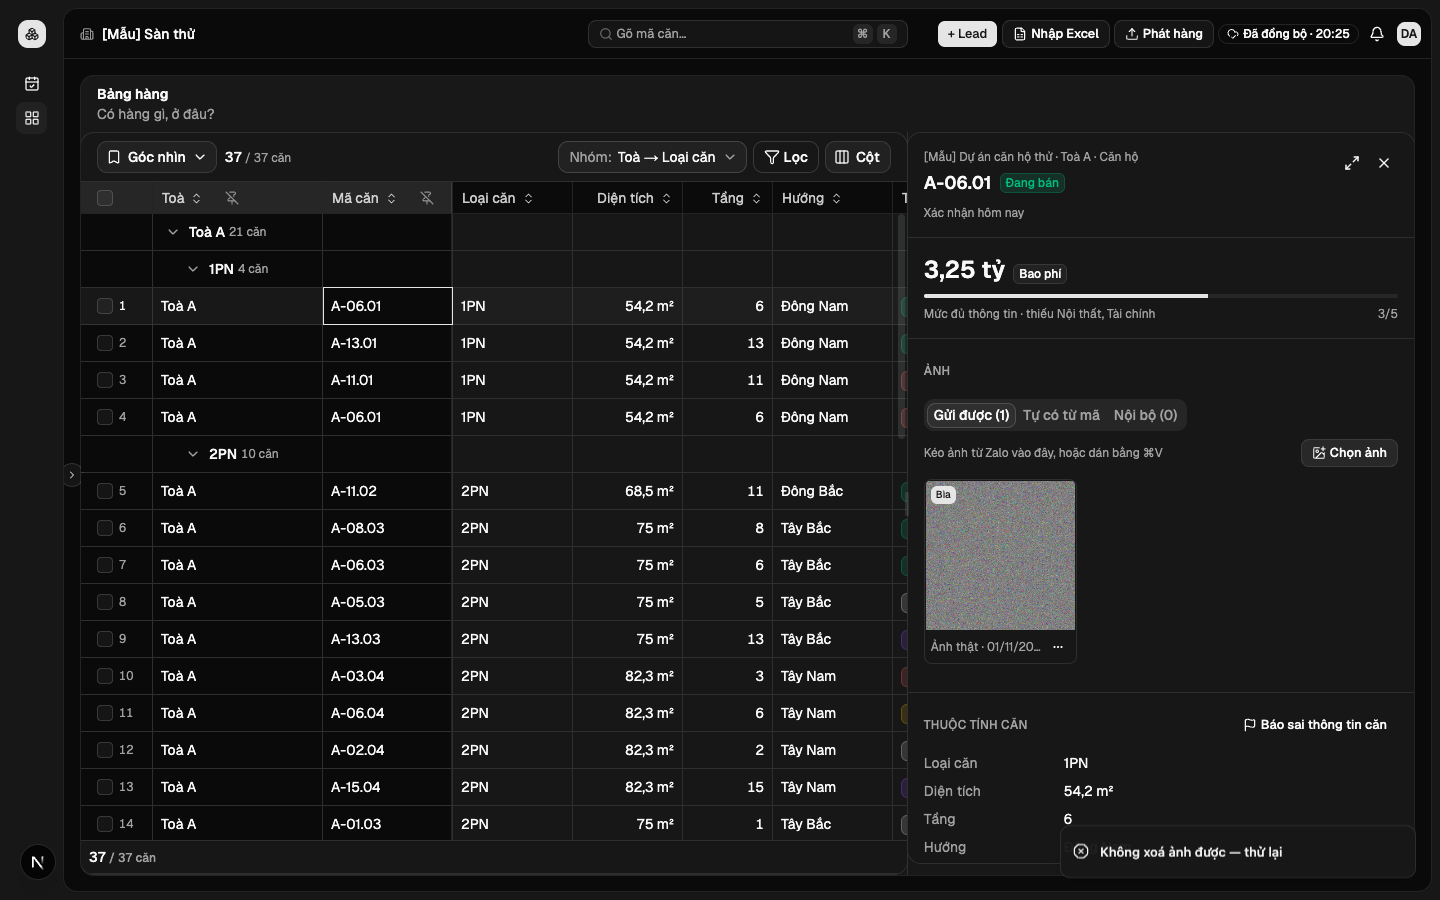 [Mẫu] Sàn thử
Gõ mã căn...
⌘ K
+ Lead
Nhập Excel
Phát hàng
Đã đồng bộ · 20:25
DA
Bảng hàng
Có hàng gì, ở đâu?
Góc nhìn
37 / 37 căn
Nhóm: Toà → Loại căn
Lọc
Cột
Toà Mã căn Loại căn Diện tích Tầng Hướng T
Toà A 21 căn
1PN 4 căn
1 Toà A A-06.01 1PN 54,2 m² 6 Đông Nam
2 Toà A A-13.01 1PN 54,2 m² 13 Đông Nam
3 Toà A A-11.01 1PN 54,2 m² 11 Đông Nam
4 Toà A A-06.01 1PN 54,2 m² 6 Đông Nam
2PN 10 căn
5 Toà A A-11.02 2PN 68,5 m² 11 Đông Bắc
6 Toà A A-08.03 2PN 75 m² 8 Tây Bắc
7 Toà A A-06.03 2PN 75 m² 6 Tây Bắc
8 Toà A A-05.03 2PN 75 m² 5 Tây Bắc
9 Toà A A-13.03 2PN 75 m² 13 Tây Bắc
10 Toà A A-03.04 2PN 82,3 m² 3 Tây Nam
11 Toà A A-06.04 2PN 82,3 m² 6 Tây Nam
12 Toà A A-02.04 2PN 82,3 m² 2 Tây Nam
13 Toà A A-15.04 2PN 82,3 m² 15 Tây Nam
14 Toà A A-01.03 2PN 75 m² 1 Tây Bắc
37 / 37 căn
[Mẫu] Dự án căn hộ thử · Toà A · Căn hộ
A-06.01 Đang bán
Xác nhận hôm nay
3,25 tỷ Bao phí
Mức đủ thông tin · thiếu Nội thất, Tài chính 3/5
ẢNH
Gửi được (1) Tự có từ mã Nội bộ (0)
Kéo ảnh từ Zalo vào đây, hoặc dán bằng ⌘V
Chọn ảnh
Bìa
Ảnh thật · 01/11/20...
THUỘC TÍNH CĂN
Báo sai thông tin căn
Loại căn 1PN
Diện tích 54,2 m²
Tầng 6
Hướng
Không xoá ảnh được — thử lại
N